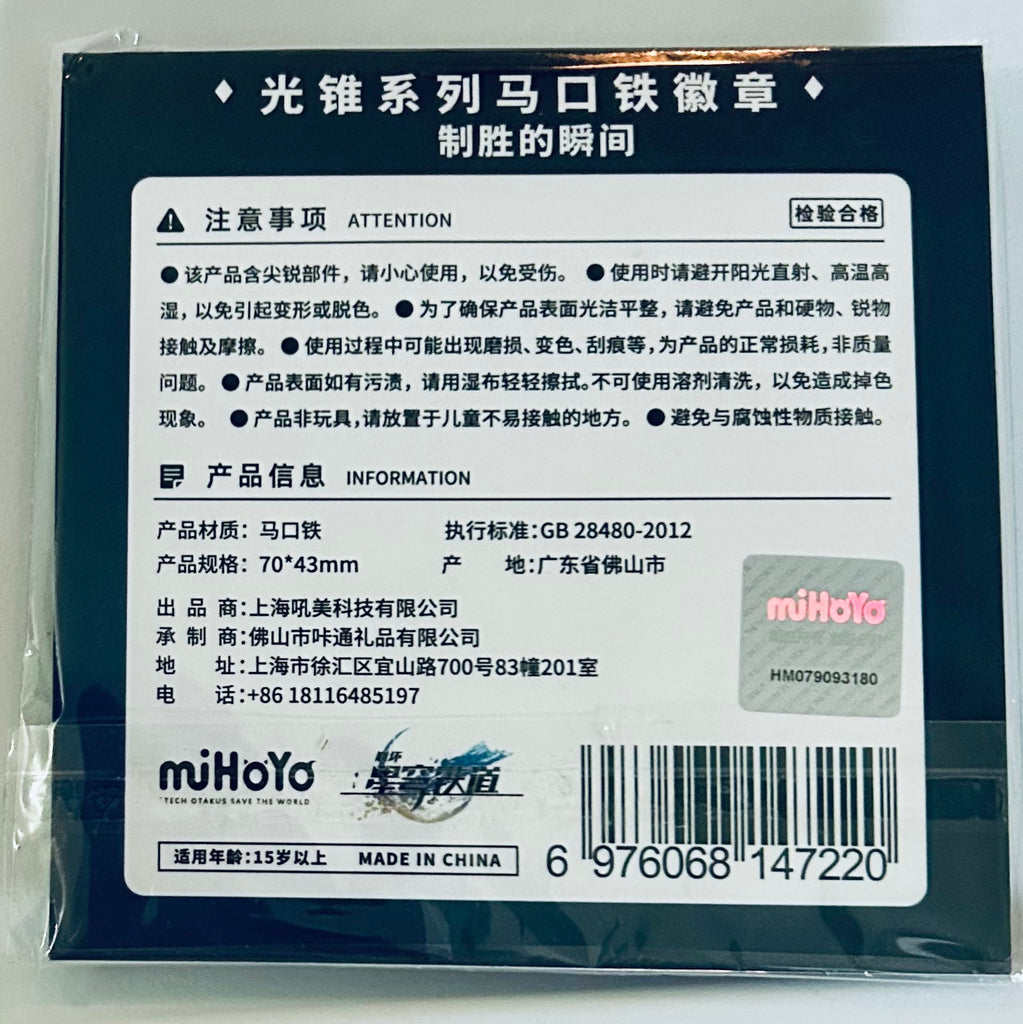 光锥系列马口铁徽章
制胜的瞬间
注意事项 ATTENTION 检验合格
●该产品含尖锐部件，请小心使用，以免受伤。 ●使用时请避开阳光直射、高温高
湿，以免引起变形或脱色。 ●为了确保产品表面光洁平整，请避免产品和硬物、锐物
接触及摩擦。 ●使用过程中可能出现磨损、变色、刮痕等，为产品的正常损耗，非质量
问题。 ●产品表面如有污渍，请用湿布轻轻擦拭。不可使用溶剂清洗，以免造成掉色
现象。 ●产品非玩具，请放置于儿童不易接触的地方。 ●避免与腐蚀性物质接触。
产品信息 INFORMATION
产品材质：马口铁 执行标准：GB 28480-2012
产品规格：70*43mm 产 地：广东省佛山市
出品商：上海吼美科技有限公司
承制商：佛山市咔通礼品有限公司
地 址：上海市徐汇区宜山路700号83幢201室
电 话：+86 18116485197
miHoYo
HM079093180
miHoYo
TECH OTAKUS SAVE THE WORLD
崩坏
星穹铁道
适用年龄：15岁以上 MADE IN CHINA
6 976068 147220